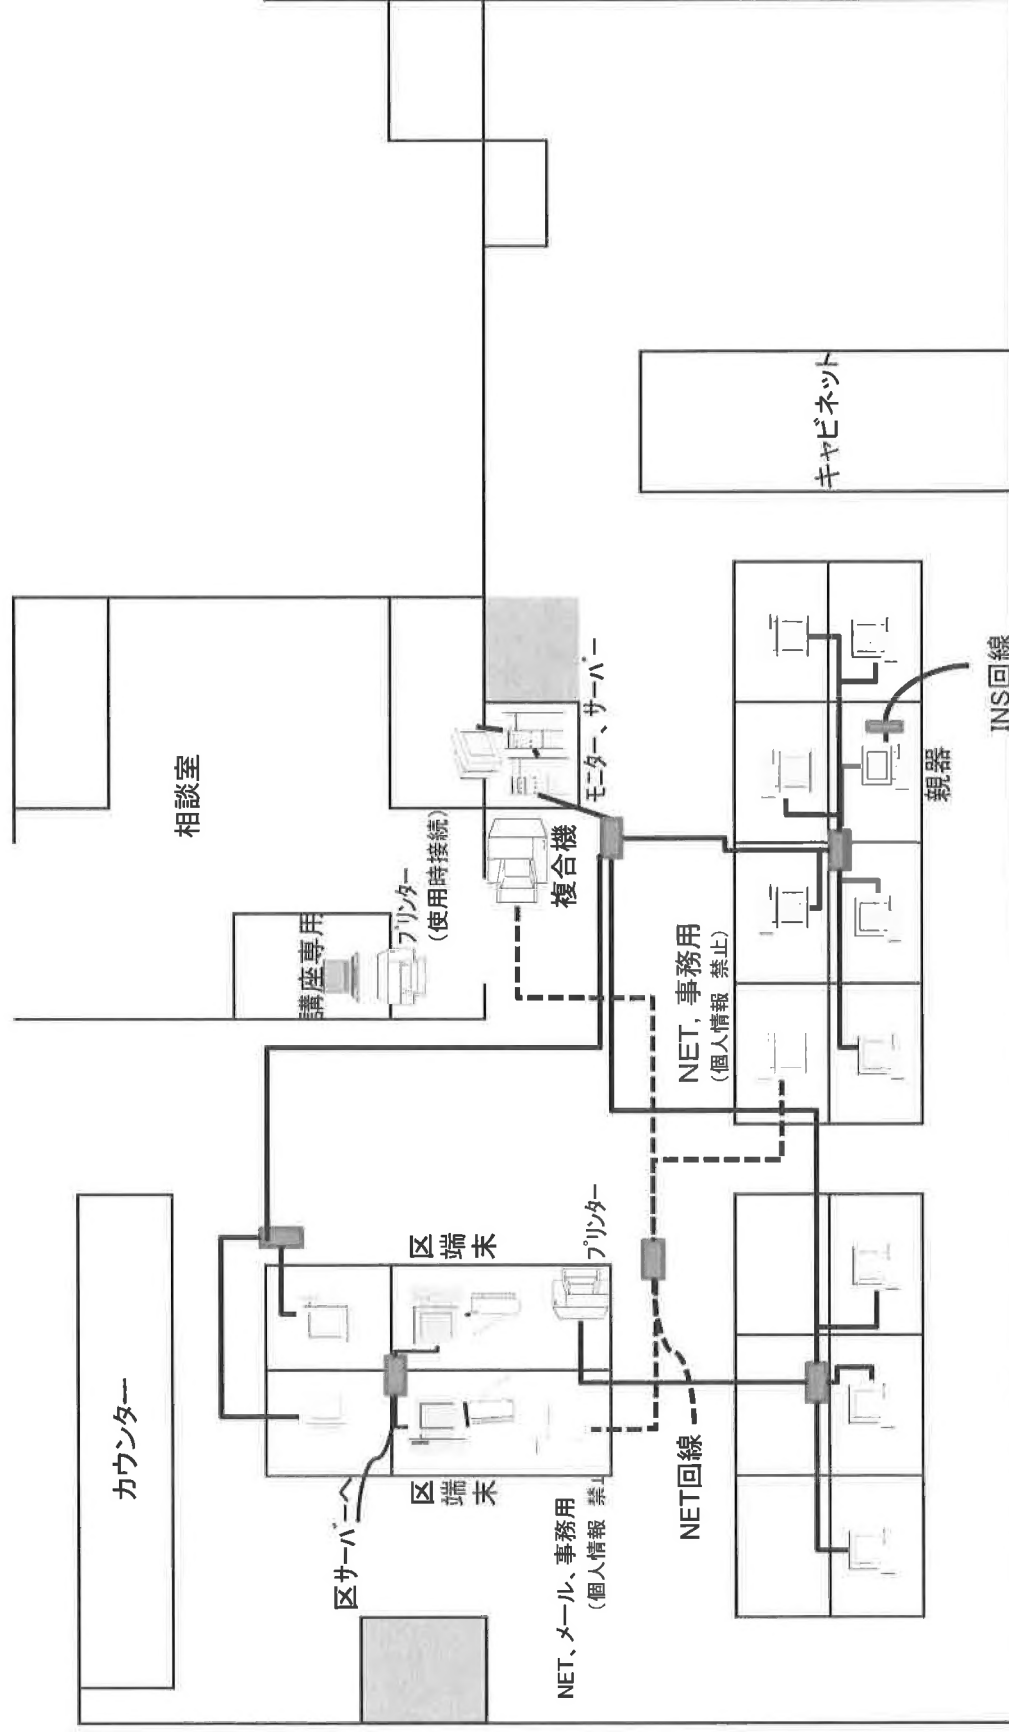 カウンター
相談室
講座専用
プリンター
(使用時接続)
複合機
モニター、サーバー
キャビネット
区端末
区端末
プリンター
区サーバーへ
NET、メール、事務用
(個人情報 禁止
NET回線
NET, 事務用
(個人情報 禁止)
親器
INS回線